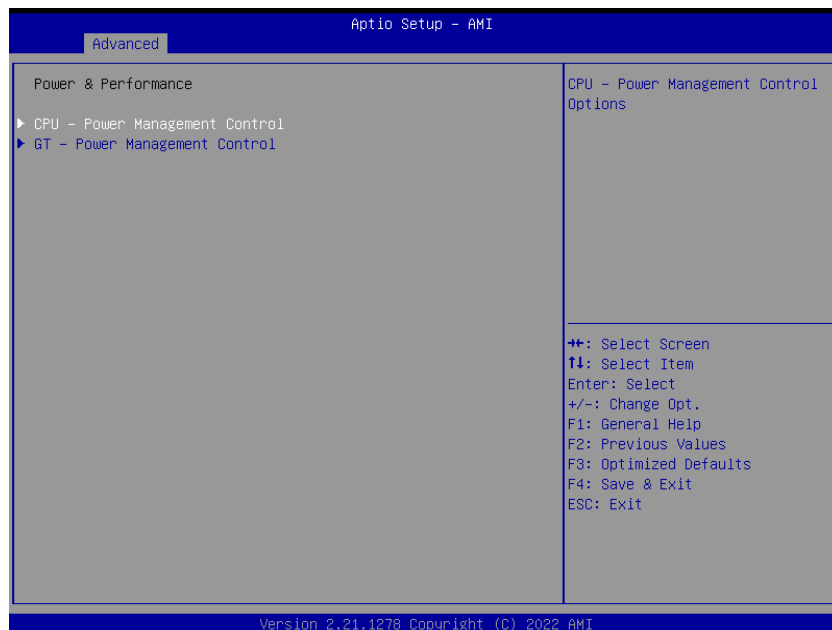 Aptio Setup – AMI
Advanced
Power & Performance
CPU – Power Management Control
GT – Power Management Control
CPU – Power Management Control
Options
→←: Select Screen
↑↓: Select Item
Enter: Select
+/-: Change Opt.
F1: General Help
F2: Previous Values
F3: Optimized Defaults
F4: Save & Exit
ESC: Exit
Version 2.21.1278 Copyright (C) 2022 AMI